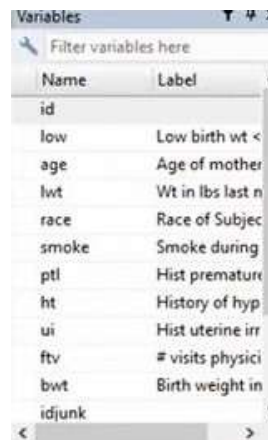 Variables
Filter variables here
Name Label
id
low Low birth wt <
age Age of mother
lwt Wt in lbs last n
race Race of Subjec
smoke Smoke during
ptl Hist premature
ht History of hyp
ui Hist uterine irr
ftv # visits physici
bwt Birth weight in
idjunk